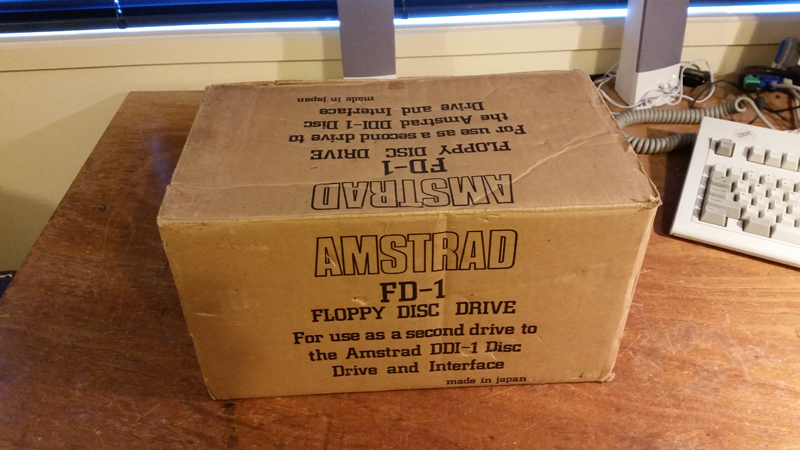 made in japan
Drive and Interface
the Amstrad DDI-1 Disc
For use as a second drive to
FLOPPY DISC DRIVE
FD-1
AMSTRAD
AMSTRAD
FD-1
FLOPPY DISC DRIVE
For use as a second drive to
the Amstrad DDI-1 Disc
Drive and Interface
made in japan
IBM